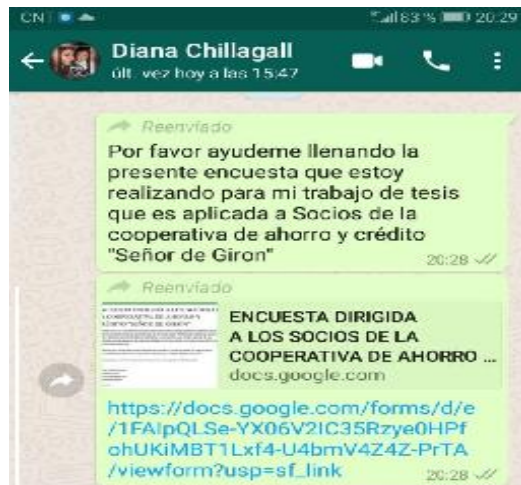 CNT 83 % 20:29
Diana Chillagall
últ. vez hoy a las 15:47
Reenviado
Por favor ayudeme llenando la
presente encuesta que estoy
realizando para mi trabajo de tesis
que es aplicada a Socios de la
cooperativa de ahorro y crédito
"Señor de Giron"
20:28
Reenviado
ENCUESTA DIRIGIDA
A LOS SOCIOS DE LA
COOPERATIVA DE AHORRO ...
docs.google.com
https://docs.google.com/forms/d/e
/1FAIpQLSe-YX06V2IC35Rzye0HPf
ohUKiMBT1Lxf4-U4bmV4Z4Z-PrTA
/viewform?usp=sf_link
20:28